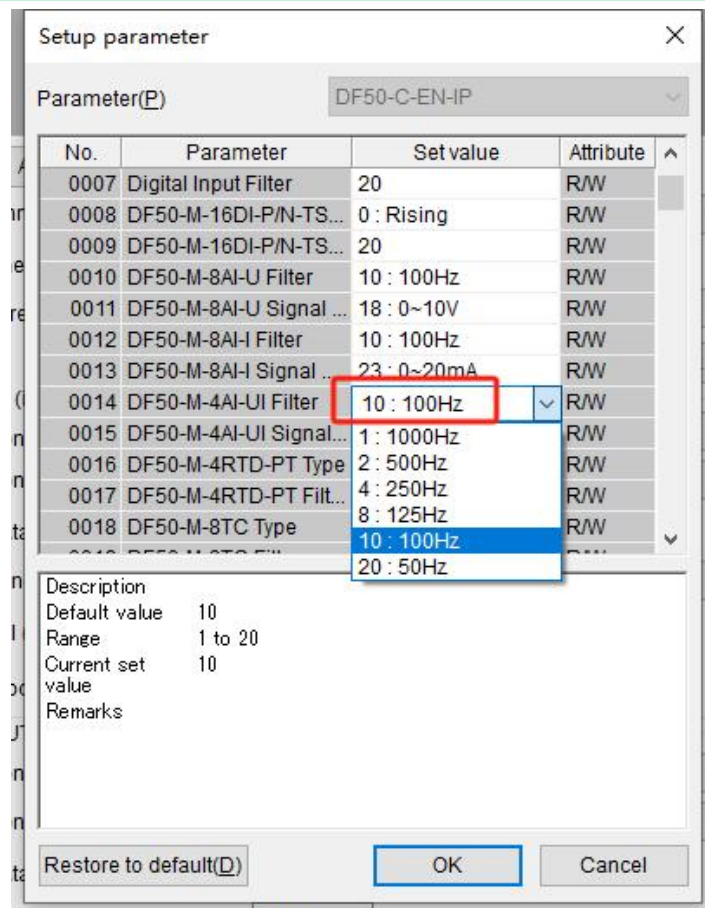 Setup parameter
Parameter(P) DF50-C-EN-IP
No. Parameter Set value Attribute
0007 Digital Input Filter 20 R/W
0008 DF50-M-16DI-P/N-TS... 0 : Rising R/W
0009 DF50-M-16DI-P/N-TS... 20 R/W
0010 DF50-M-8AI-U Filter 10 : 100Hz R/W
0011 DF50-M-8AI-U Signal ... 18 : 0~10V R/W
0012 DF50-M-8AI-I Filter 10 : 100Hz R/W
0013 DF50-M-8AI-I Signal ... 23 : 0~20mA R/W
0014 DF50-M-4AI-UI Filter 10 : 100Hz R/W
0015 DF50-M-4AI-UI Signal... 1 : 1000Hz R/W
0016 DF50-M-4RTD-PT Type 2 : 500Hz R/W
0017 DF50-M-4RTD-PT Filt... 4 : 250Hz R/W
8 : 125Hz
0018 DF50-M-8TC Type R/W
10 : 100Hz
20 : 50Hz
Description
Default value 10
Range 1 to 20
Current set value 10
Remarks
Restore to default(D) OK Cancel